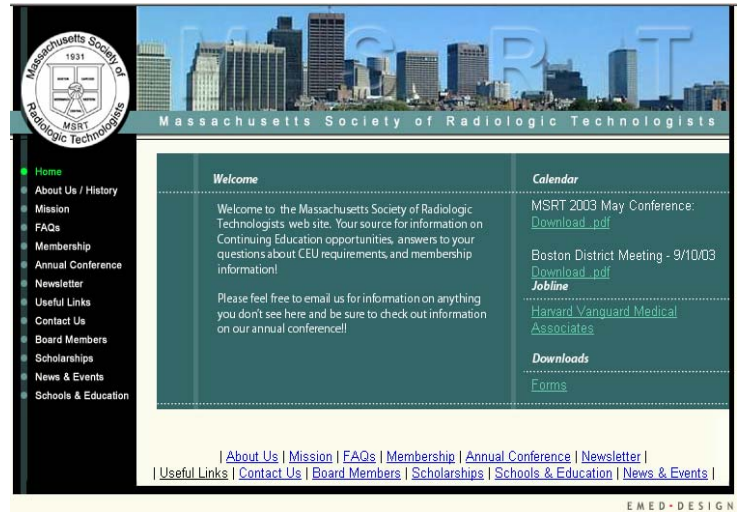 Massachusetts Society of
Radiologic Technologists
1931
MSRT
M S R T
Massachusetts Society of Radiologic Technologists
Home
About Us / History
Mission
FAQs
Membership
Annual Conference
Newsletter
Useful Links
Contact Us
Board Members
Scholarships
News & Events
Schools & Education
Welcome
Welcome to the Massachusetts Society of Radiologic
Technologists web site. Your source for information on
Continuing Education opportunities, answers to your
questions about CEU requirements, and membership
information!
Please feel free to email us for information on anything
you don't see here and be sure to check out information
on our annual conference!!
Calendar
MSRT 2003 May Conference:
Download .pdf
Boston District Meeting - 9/10/03
Download .pdf
Jobline
Harvard Vanguard Medical
Associates
Downloads
Forms
| About Us | Mission | FAQs | Membership | Annual Conference | Newsletter |
| Useful Links | Contact Us | Board Members | Scholarships | Schools & Education | News & Events |
EMED•DESIGN